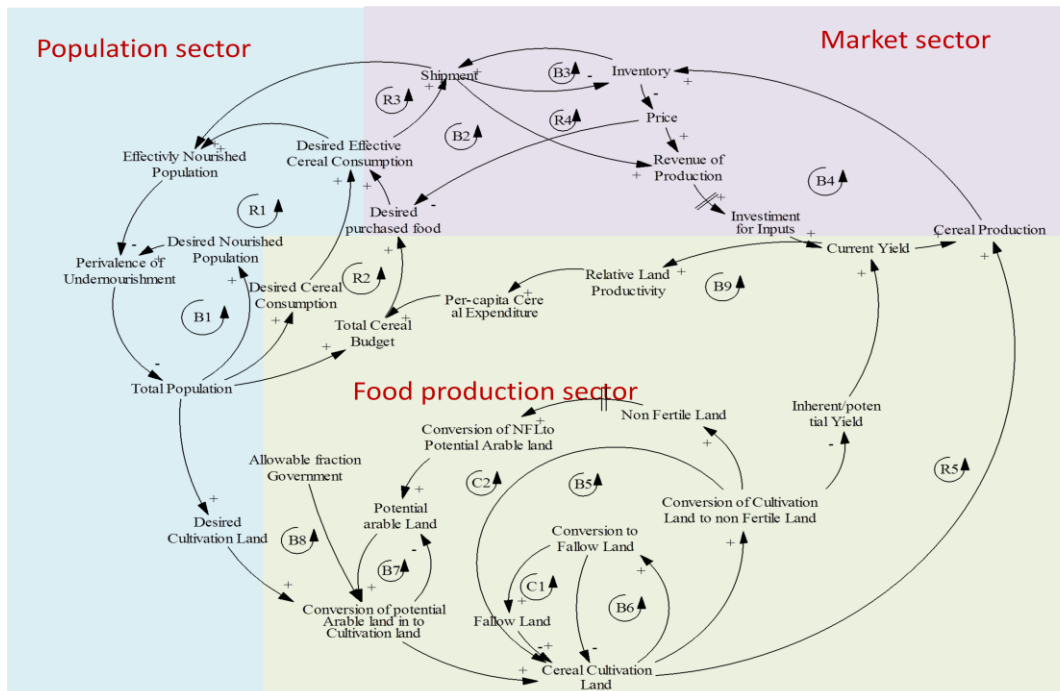 Population sector
Market sector
Shipment
B3
Inventory
R3
B2
R4
Price
Effectivly Nourished
Population
Desired Effective
Cereal Consumption
Revenue of
Production
B4
R1
Desired
purchased food
Investiment
for Inputs
Cereal Production
Desired Nourished
Population
Current Yield
Perivalence of
Undernourishment
Desired Cereal
Consumption
R2
Relative Land
Productivity
B9
B1
Per-capita Cere
al Expenditure
Total Cereal
Budget
Total Population
Food production sector
Non Fertile Land
Inherent/poten
tial Yield
Conversion of NFLto
Potential Arable land
Allowable fraction
Government
C2
B5
R5
Potential
arable Land
Conversion of Cultivation
Land to non Fertile Land
Desired
Cultivation Land
B8
Conversion to
Fallow Land
B7
C1
B6
Conversion of potential
Arable land in to
Cultivation land
Fallow Land
Cereal Cultivation
Land